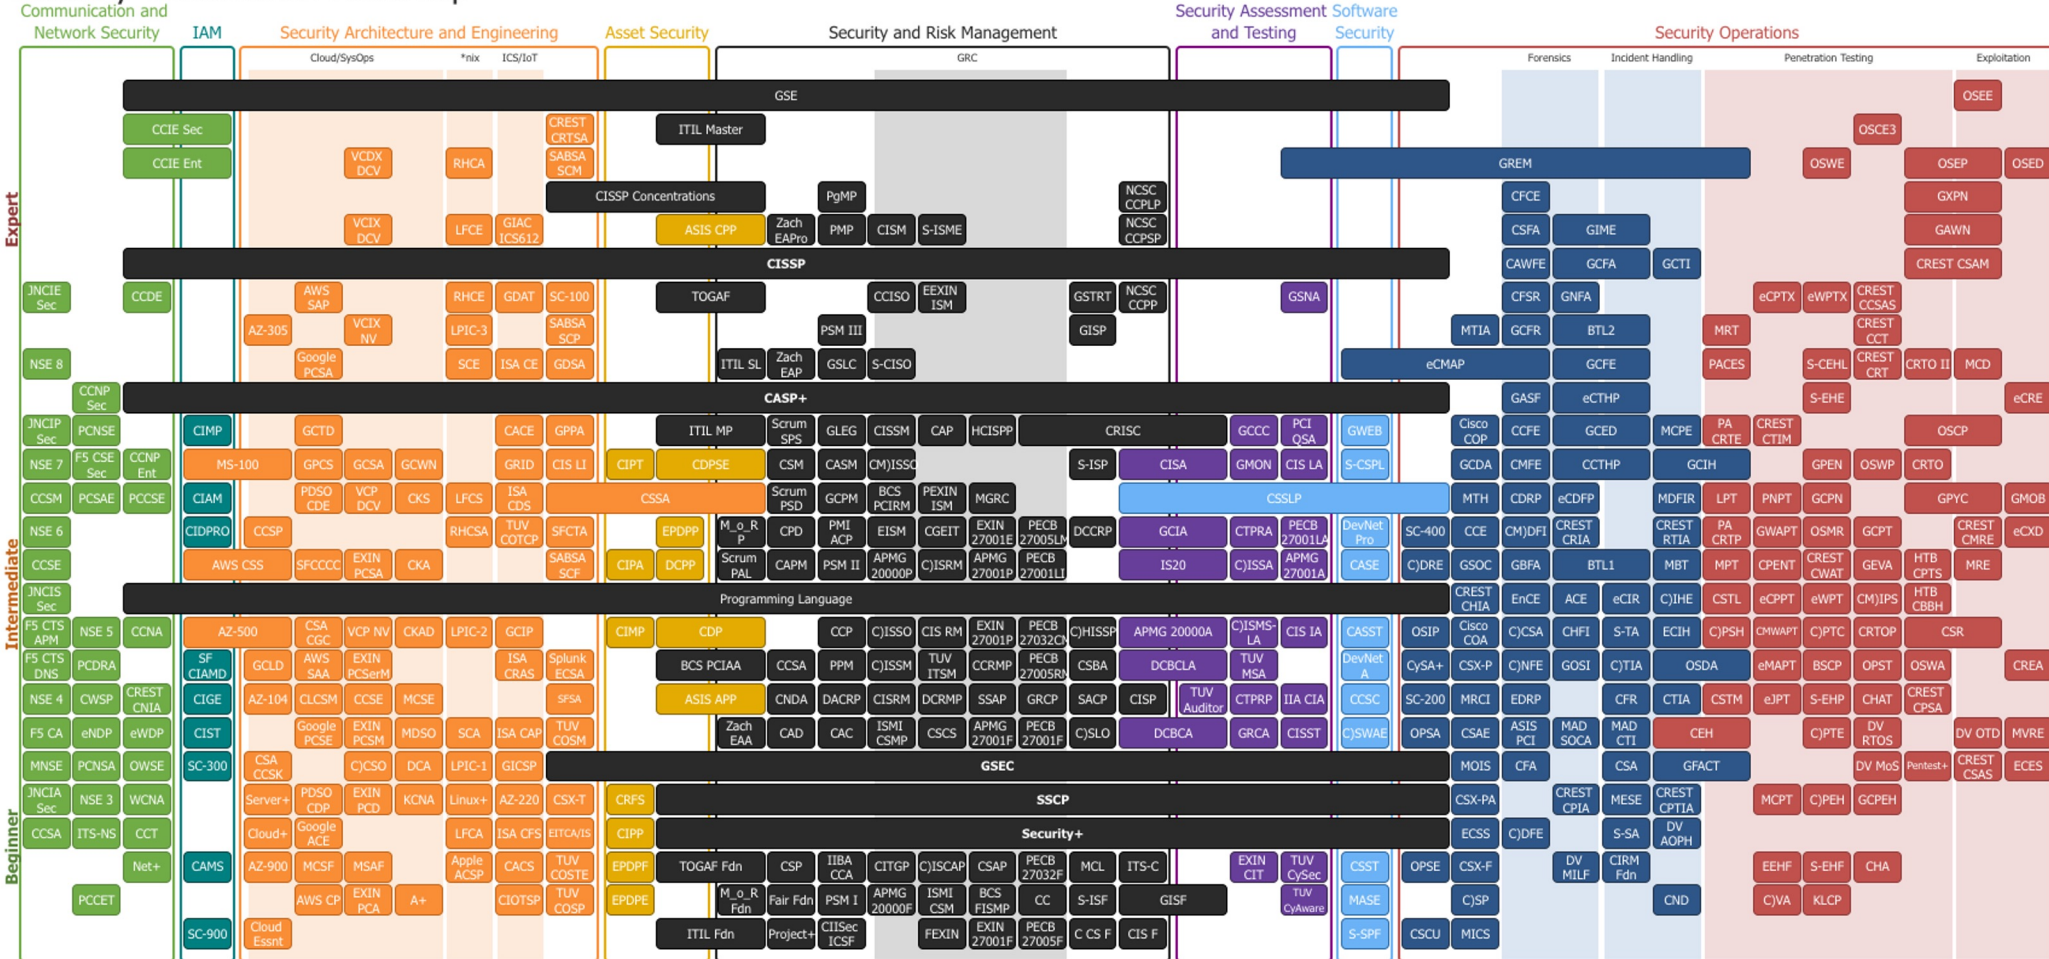 Communication and
Network Security
IAM
Security Architecture and Engineering
Asset Security
Security and Risk Management
Security Assessment
and Testing
Software
Security
Security Operations
Cloud/SysOps
*nix
ICS/IoT
GRC
Forensics
Incident Handling
Penetration Testing
Exploitation
Expert
Intermediate
Beginner
GSE
OSEE
CCIE Sec
CREST CRTSA
ITIL Master
OSCE3
CCIE Ent
VCDX DCV
RHCA
SABSA SCM
GREM
OSWE
OSEP
OSED
CISSP Concentrations
PgMP
NCSC CCPLP
CFCE
GXPN
VCIX DCV
LFCE
GIAC ICS612
ASIS CPP
Zach EAPro
PMP
CISM
S-ISME
NCSC CCPSP
CSFA
GIME
GAWN
CISSP
CAWFE
GCFA
GCTI
CREST CSAM
JNCIE Sec
CCDE
AWS SAP
RHCE
GDAT
SC-100
TOGAF
CCISO
EEXIN ISM
GSTRT
NCSC CCPP
GSNA
CFSR
GNFA
eCPTX
eWPTX
CREST CCSAS
AZ-305
VCIX NV
LPIC-3
SABSA SCP
PSM III
GISP
MTIA
GCFR
BTL2
MRT
CREST CCT
NSE 8
Google PCSA
SCE
ISA CE
GDSA
ITIL SL
Zach EAP
GSLC
S-CISO
eCMAP
GCFE
PACES
S-CEHL
CREST CRT
CRTO II
MCD
CCNP Sec
CASP+
GASF
eCTHP
S-EHE
eCRE
JNCIP Sec
PCNSE
CIMP
GCTD
CACE
GPPA
ITIL MP
Scrum SPS
GLEG
CISSM
CAP
HCISPP
CRISC
GCCC
PCI QSA
GWEB
Cisco COP
CCFE
GCED
MCPE
PA CRTE
CREST CTIM
OSCP
NSE 7
F5 CSE Sec
CCNP Ent
MS-100
GPCS
GCSA
GCWN
GRID
CIS LI
CIPT
CDPSE
CSM
CASM
CM)ISSO
S-ISP
CISA
GMON
CIS LA
S-CSPL
GCDA
CMFE
CCTHP
GCIH
GPEN
OSWP
CRTO
CCSM
PCSAE
PCCSE
CIAM
PDSO CDE
VCP DCV
CKS
LFCS
ISA CDS
CSSA
Scrum PSD
GCPM
BCS PCIRM
PEXIN ISM
MGRC
CSSLP
MTH
CDRP
eCDFP
MDFIR
LPT
PNPT
GCPN
GPYC
GMOB
NSE 6
CIDPRO
CCSP
RHCSA
TUV COTCP
SFCTA
EPDPP
M_o_R P
CPD
PMI ACP
EISM
CGEIT
EXIN 27001E
PECB 27005LM
DCCRP
GCIA
CTPRA
PECB 27001LA
DevNet Pro
SC-400
CCE
CM)DFI
CREST CRIA
CREST RTIA
PA CRTP
GWAPT
OSMR
GCPT
CREST CMRE
eCXD
CCSE
AWS CSS
SFCCCC
EXIN PCSA
CKA
SABSA SCF
CIPA
DCPP
Scrum PAL
CAPM
PSM II
APMG 20000P
C)ISRM
APMG 27001P
PECB 27001LI
IS20
C)ISSA
APMG 27001A
CASE
C)DRE
GSOC
GBFA
BTL1
MBT
MPT
CPENT
CREST CWAT
GEVA
HTB CPTS
MRE
JNCIS Sec
Programming Language
CREST CHIA
EnCE
ACE
eCIR
C)IHE
CSTL
eCPPT
eWPT
CM)IPS
HTB CBBH
F5 CTS APM
NSE 5
CCNA
AZ-500
CSA CGC
VCP NV
CKAD
LPIC-2
GCIP
CIMP
CDP
CCP
C)ISSO
CIS RM
EXIN 27001P
PECB 27032CM
C)HISSP
APMG 20000A
C)ISMS-LA
CIS IA
CASST
OSIP
Cisco COA
C)CSA
CHFI
S-TA
ECIH
C)PSH
CMWAPT
C)PTC
CRTOP
CSR
F5 CTS DNS
PCDRA
SF CIAMD
GCLD
AWS SAA
EXIN PCSerM
ISA CRAS
Splunk ECSA
BCS PCIAA
CCSA
PPM
C)ISSM
TUV ITSM
CCRMP
PECB 27005RM
CSBA
DCBCLA
TUV MSA
DevNet A
CySA+
CSX-P
C)NFE
GOSI
C)TIA
OSDA
eMAPT
BSCP
OPST
OSWA
CREA
NSE 4
CWSP
CREST CNIA
CIGE
AZ-104
CLCSM
CCSE
MCSE
SFSA
ASIS APP
CNDA
DACRP
CISRM
DCRMP
SSAP
GRCP
SACP
CISP
TUV Auditor
CTPRP
IIA CIA
CCSC
SC-200
MRCI
EDRP
CFR
CTIA
CSTM
eJPT
S-EHP
CHAT
CREST CPSA
F5 CA
eNDP
eWDP
CIST
Google PCSE
EXIN PCSM
MDSO
SCA
ISA CAP
TUV COSM
Zach EAA
CAD
CAC
ISMI CSMP
CSCS
APMG 27001F
PECB 27001F
C)SLO
DCBCA
GRCA
CISST
C)SWAE
OPSA
CSAE
ASIS PCI
MAD SOCA
MAD CTI
CEH
C)PTE
DV RTOS
DV OTD
MVRE
MNSE
PCNSA
OWSE
SC-300
CSA CCSK
C)CSO
DCA
LPIC-1
GICSP
GSEC
MOIS
CFA
CSA
GFACT
DV MoS
Pentest+
CREST CSAS
ECES
JNCIA Sec
NSE 3
WCNA
Server+
PDSO CDP
EXIN PCD
KCNA
Linux+
AZ-220
CSX-T
CRFS
SSCP
CSX-PA
CREST CPIA
MESE
CREST CPTIA
MCPT
C)PEH
GCPEH
CCSA
ITS-NS
CCT
Cloud+
Google ACE
LFCA
ISA CFS
EITCA/IS
CIPP
Security+
ECSS
C)DFE
S-SA
DV AOPH
Net+
CAMS
AZ-900
MCSF
MSAF
Apple ACSP
CACS
TUV COSTE
EPDPF
TOGAF Fdn
CSP
IIBA CCA
CITGP
C)ISCAP
CSAP
PECB 27032F
MCL
ITS-C
EXIN CIT
TUV CySec
CSST
OPSE
CSX-F
DV MILF
CIRM Fdn
EEHF
S-EHF
CHA
PCCET
AWS CP
EXIN PCA
A+
CIOTSP
TUV COSP
EPDPE
M_o_R Fdn
Fair Fdn
PSM I
APMG 20000F
ISMI CSM
BCS FISMP
CC
S-ISF
GISF
TUV CyAware
MASE
C)SP
CND
C)VA
KLCP
SC-900
Cloud Essnt
ITIL Fdn
Project+
CIISec ICSF
FEXIN
EXIN 27001F
PECB 27005F
C CS F
CIS F
S-SPF
CSCU
MICS